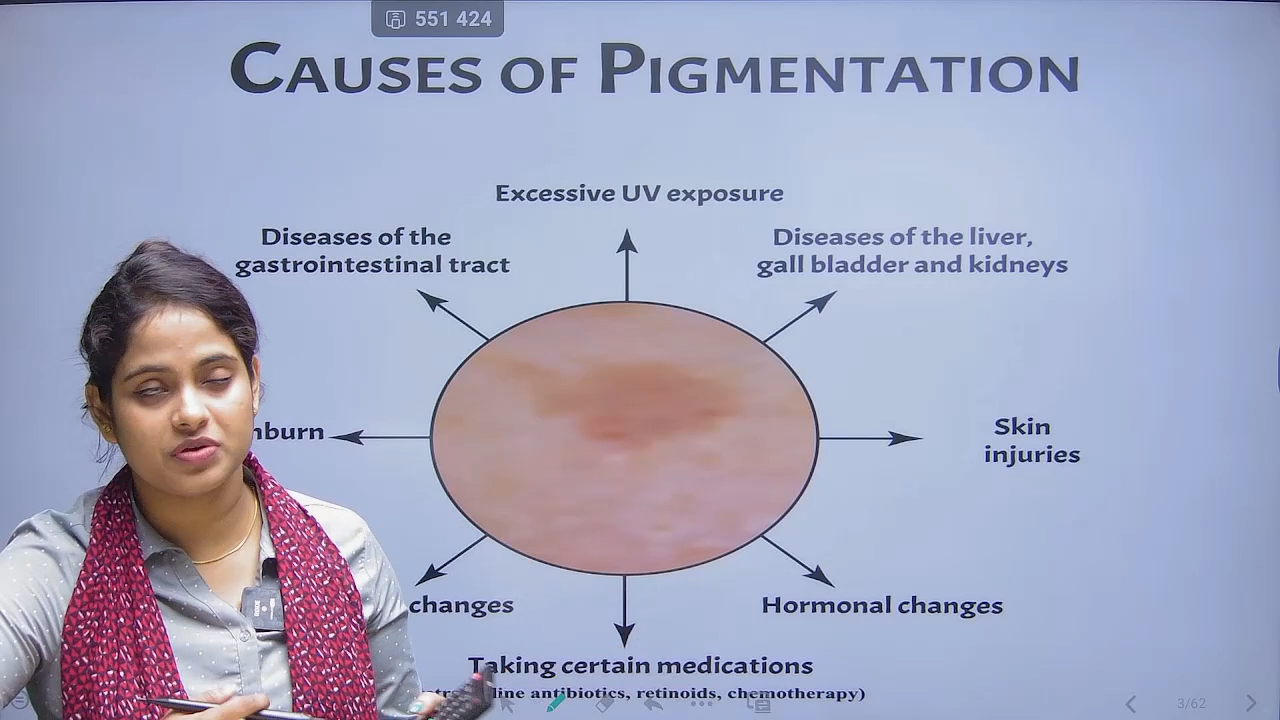 551 424
CAUSES OF PIGMENTATION
Excessive UV exposure
Diseases of the
gastrointestinal tract
Diseases of the liver,
gall bladder and kidneys
Skin
injuries
changes
Hormonal changes
Taking certain medications
antibiotics, retinoids, chemotherapy)
3/62